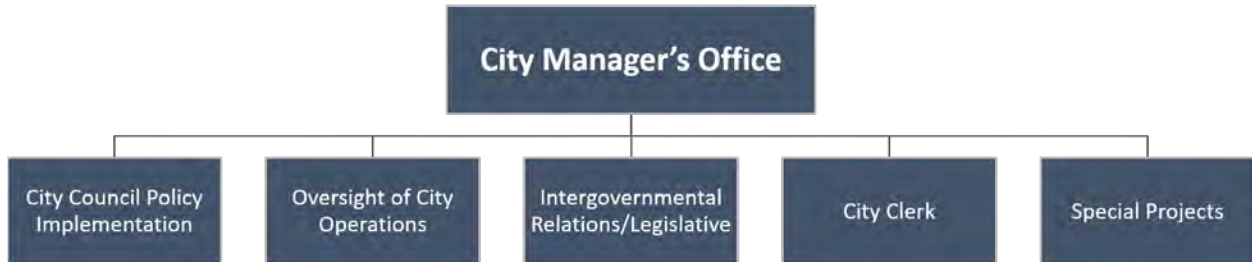 City Manager’s Office
City Council Policy
Implementation
Oversight of City
Operations
Intergovernmental
Relations/Legislative
City Clerk
Special Projects